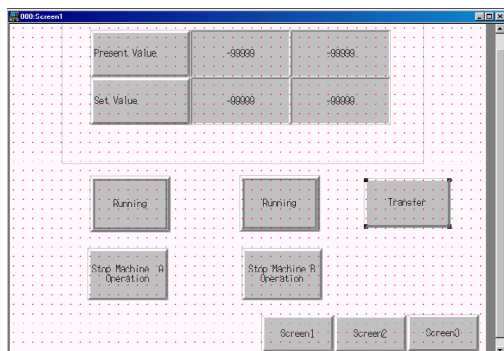 000:Screen1
Present Value -99999 -99999
Set Value -99999 -99999
Running Running Transfer
Stop Machine A Stop Machine B
Operation Operation
Screen1 Screen2 Screen3